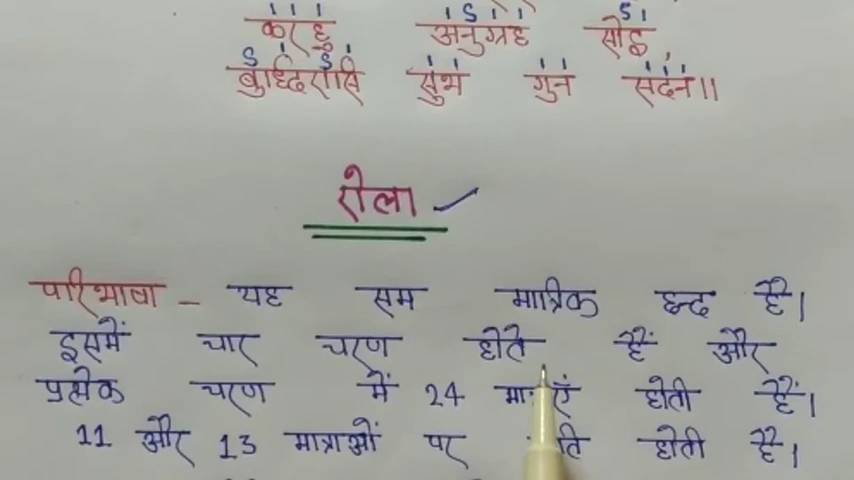 करहु अनुग्रह सोइ,
बुद्धिरासि सुभ गुन सदन॥
रोला
परिभाषा - यह सम मात्रिक छन्द है।
इसमें चार चरण होते हैं और
प्रत्येक चरण में 24 होती हैं।
11 और 13 मात्राओं पर होती है।